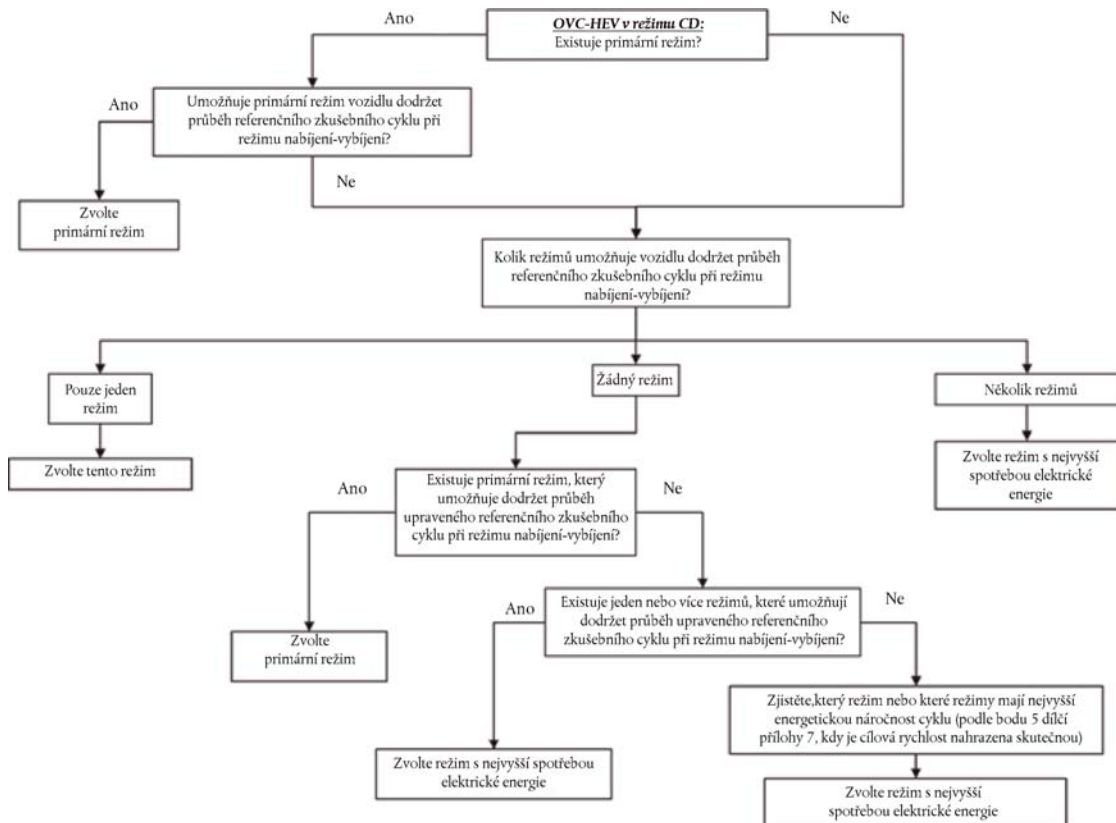 Ano
OVC-HEV v režimu CD:
Existuje primární režim?
Ne
Ano
Umožňuje primární režim vozidlu dodržet
průběh referenčního zkušebního cyklu při
režimu nabíjení-vybíjení?
Ne
Zvolte
primární režim
Kolik režimů umožňuje vozidlu dodržet průběh
referenčního zkušebního cyklu při režimu
nabíjení-vybíjení?
Pouze jeden
režim
Žádný režim
Několik režimů
Zvolte tento režim
Zvolte režim s nejvyšší
spotřebou elektrické
energie
Ano
Existuje primární režim, který
umožňuje dodržet průběh
upraveného referenčního zkušebního
cyklu při režimu nabíjení-vybíjení?
Ne
Zvolte
primární režim
Ano
Existuje jeden nebo více režimů, které umožňují
dodržet průběh upraveného referenčního
zkušebního cyklu při režimu nabíjení-vybíjení?
Ne
Zvolte režim s nejvyšší spotřebou
elektrické energie
Zjistěte,který režim nebo které režimy mají nejvyšší
energetickou náročnost cyklu (podle bodu 5 dílčí
přílohy 7, kdy je cílová rychlost nahrazena skutečnou)
Zvolte režim s nejvyšší
spotřebou elektrické energie